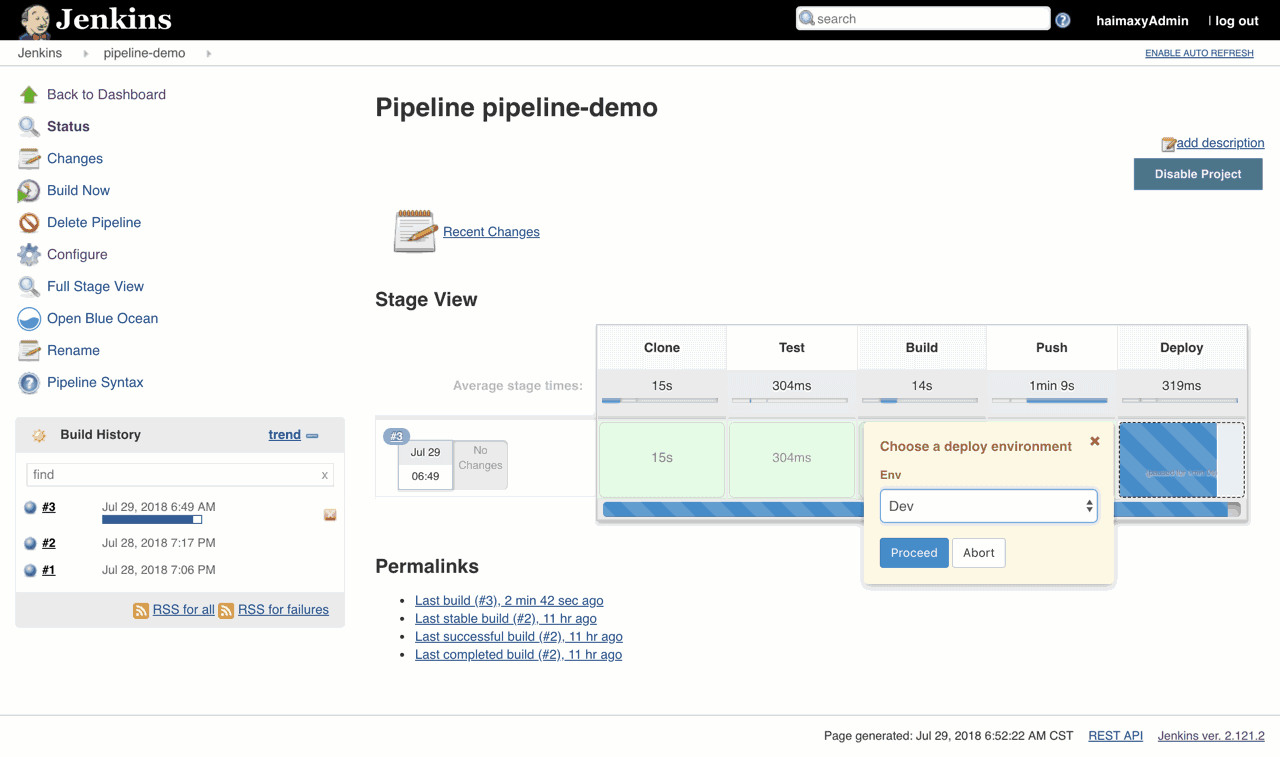 Jenkins
search
haimaxyAdmin | log out
Jenkins pipeline-demo
ENABLE AUTO REFRESH
Back to Dashboard
Status
Changes
Build Now
Delete Pipeline
Configure
Full Stage View
Open Blue Ocean
Rename
Pipeline Syntax
Build History trend
find x
#3 Jul 29, 2018 6:49 AM
#2 Jul 28, 2018 7:17 PM
#1 Jul 28, 2018 7:06 PM
RSS for all RSS for failures
Pipeline pipeline-demo
add description
Disable Project
Recent Changes
Stage View
Clone Test Build Push Deploy
Average stage times: 15s 304ms 14s 1min 9s 319ms
#3
Jul 29
06:49
No
Changes
15s 304ms
Choose a deploy environment
Env
Dev
Proceed Abort
Permalinks
Last build (#3), 2 min 42 sec ago
Last stable build (#2), 11 hr ago
Last successful build (#2), 11 hr ago
Last completed build (#2), 11 hr ago
Page generated: Jul 29, 2018 6:52:22 AM CST REST API Jenkins ver. 2.121.2